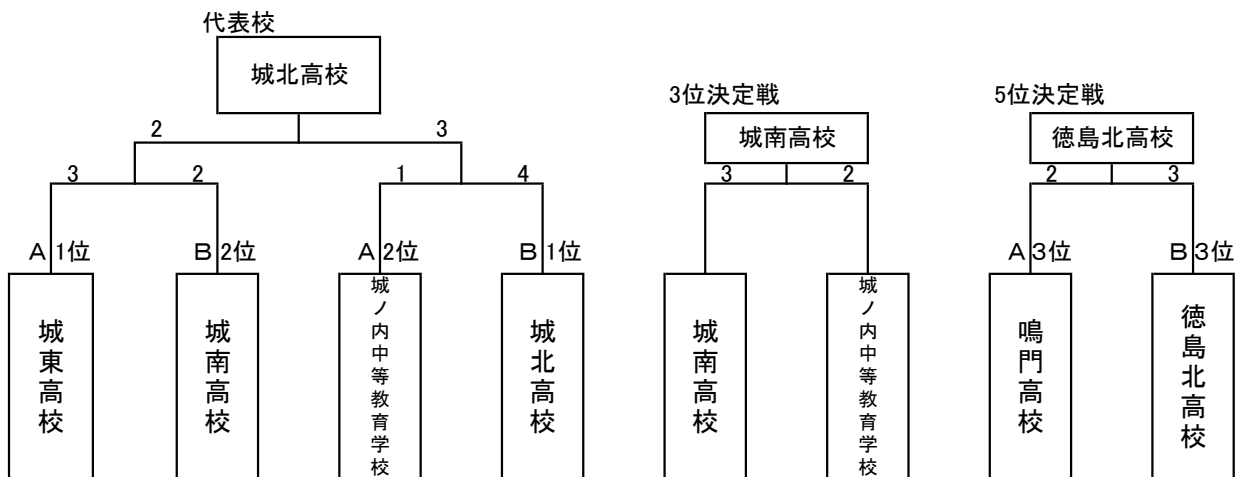 代表校
城北高校
2 3
3 2 1 4
A 1位 B 2位 A 2位 B 1位
城東高校
城南高校
城ノ内中等教育学校
城北高校
3位決定戦
城南高校
3 2
城南高校
城ノ内中等教育学校
5位決定戦
徳島北高校
2 3
A 3位 B 3位
鳴門高校
徳島北高校